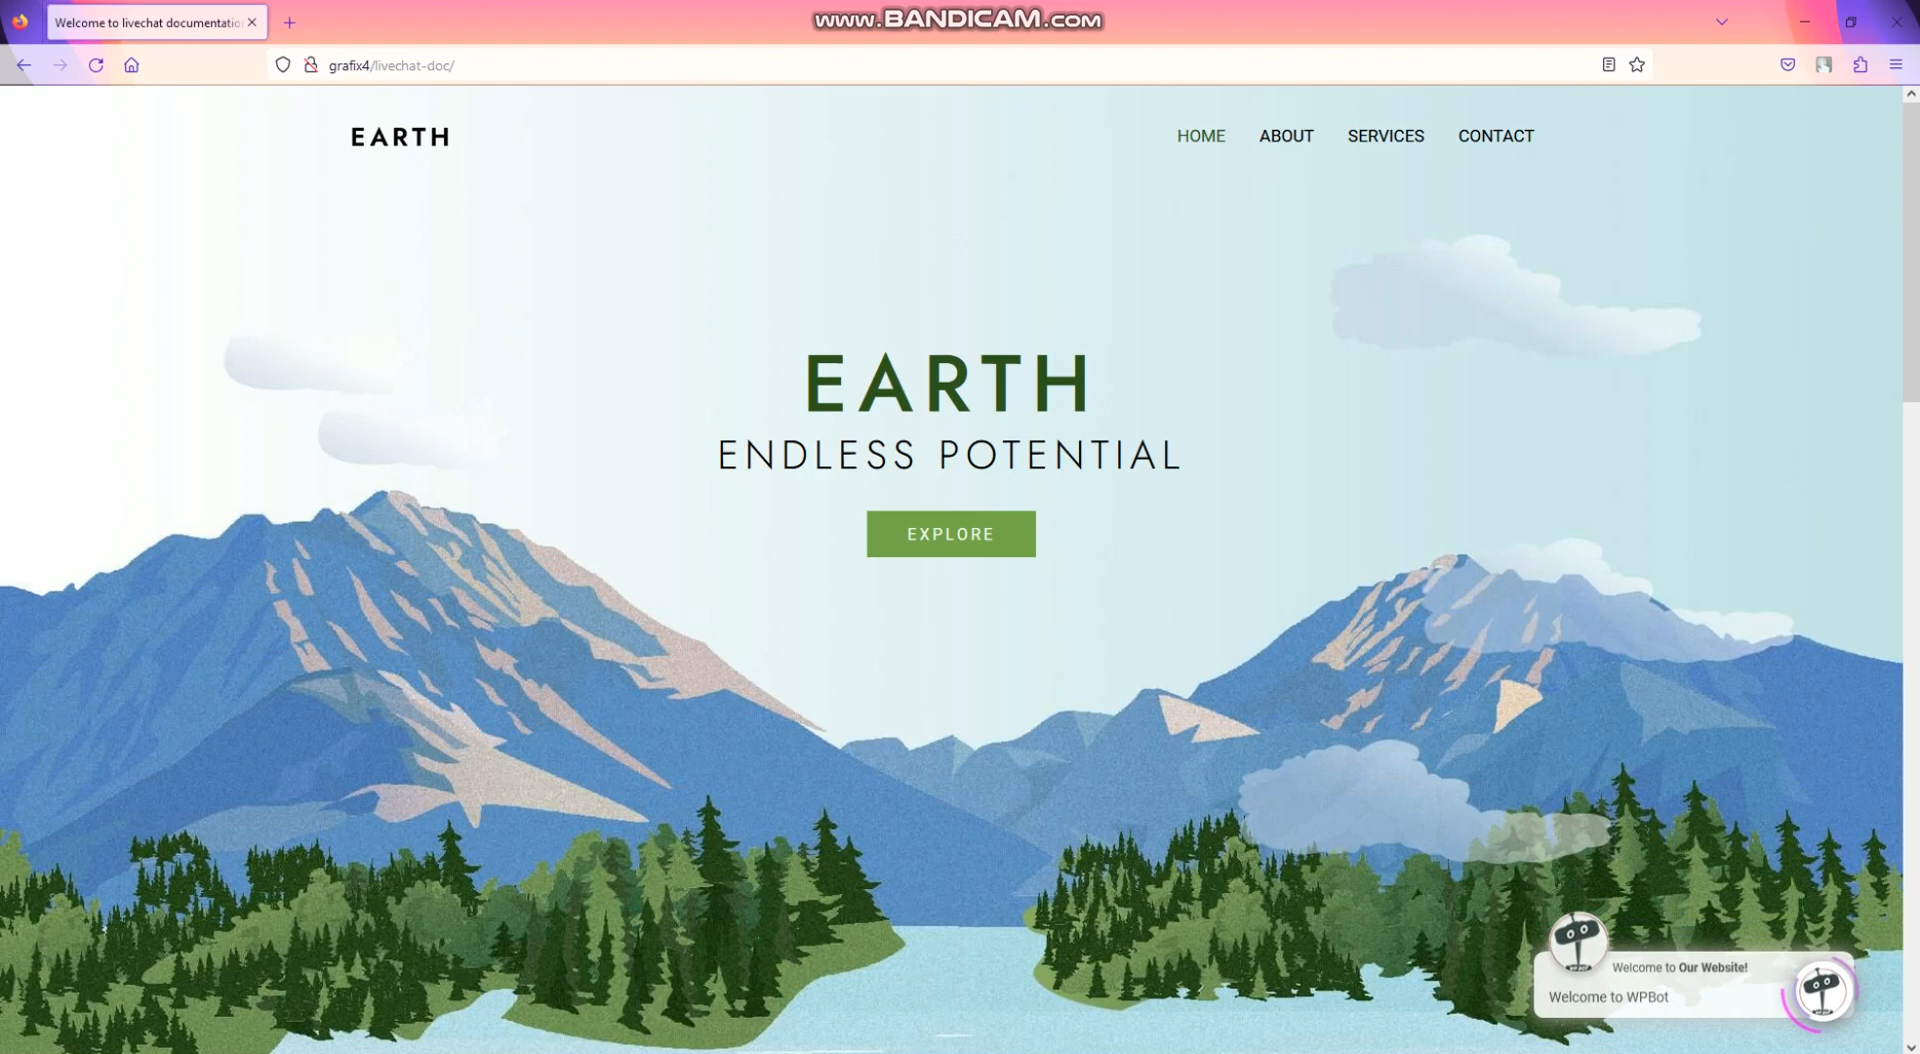 www.BANDICAM.com
Welcome to livechat documentatio
grafix4/livechat-doc/
EARTH
HOME ABOUT SERVICES CONTACT
EARTH
ENDLESS POTENTIAL
EXPLORE
Welcome to Our Website!
Welcome to WPBot